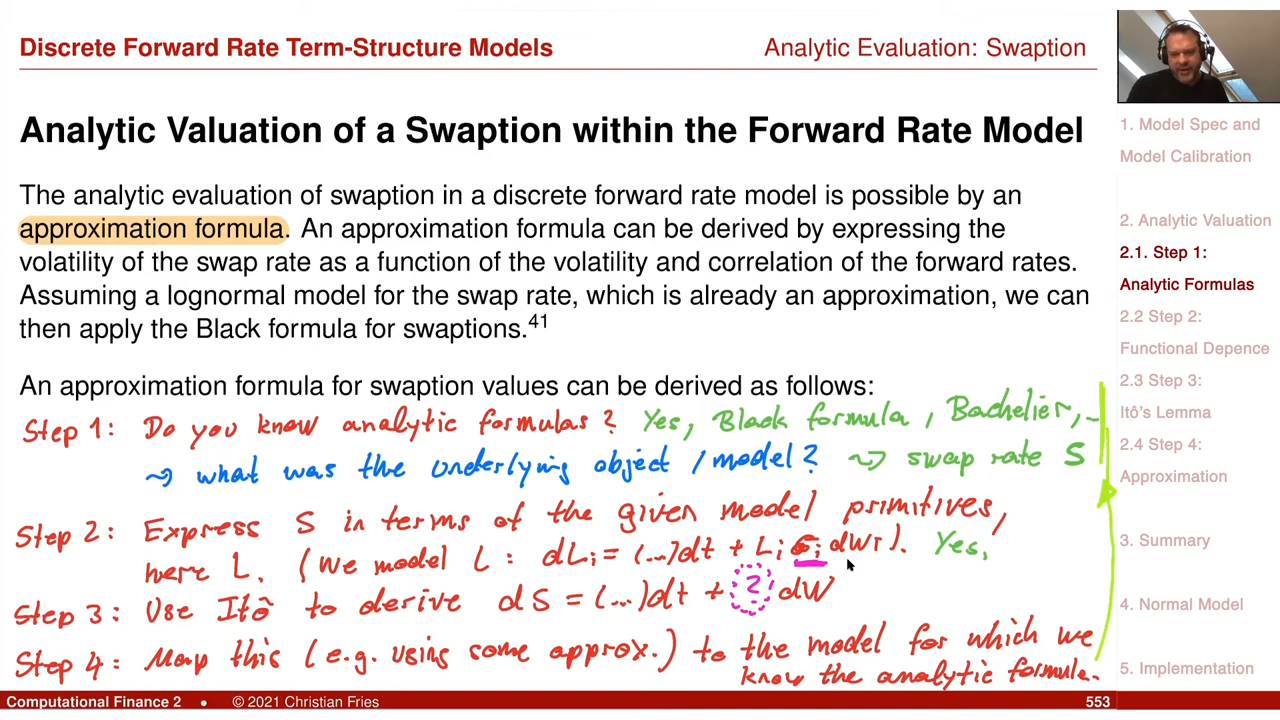 Discrete Forward Rate Term-Structure Models
Analytic Evaluation: Swaption
Analytic Valuation of a Swaption within the Forward Rate Model
The analytic evaluation of swaption in a discrete forward rate model is possible by an
approximation formula. An approximation formula can be derived by expressing the
volatility of the swap rate as a function of the volatility and correlation of the forward rates.
Assuming a lognormal model for the swap rate, which is already an approximation, we can
then apply the Black formula for swaptions.41
An approximation formula for swaption values can be derived as follows:
Step 1: Do you know analytic formulas? Yes, Black formula, Bachelier, –
⤳ what was the underlying object / model? ⤳ swap rate S
Step 2: Express S in terms of the given model primitives,
here L. (We model L: dLi = (...)dt + Li σi dWi). Yes.
Step 3: Use Itô to derive dS = (...)dt + ? dW
Step 4: Map this (e.g. using some approx.) to the model for which we
know the analytic formula.
1. Model Spec and
Model Calibration
2. Analytic Valuation
2.1. Step 1:
Analytic Formulas
2.2 Step 2:
Functional Depence
2.3 Step 3:
Itô's Lemma
2.4 Step 4:
Approximation
3. Summary
4. Normal Model
5. Implementation
Computational Finance 2 • © 2021 Christian Fries
553